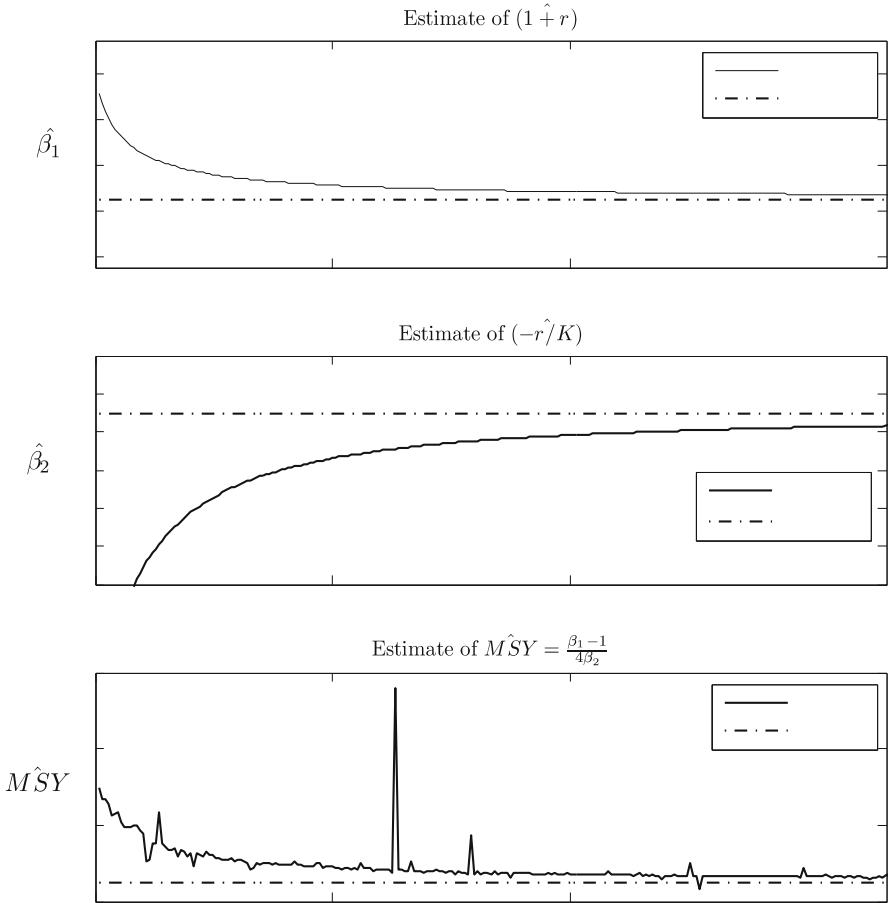 Estimate of (1 +̂ r)
β̂₁
Estimate of (−r̂/K)
β̂₂
Estimate of MŜY = β₁−1 / 4β₂
MŜY